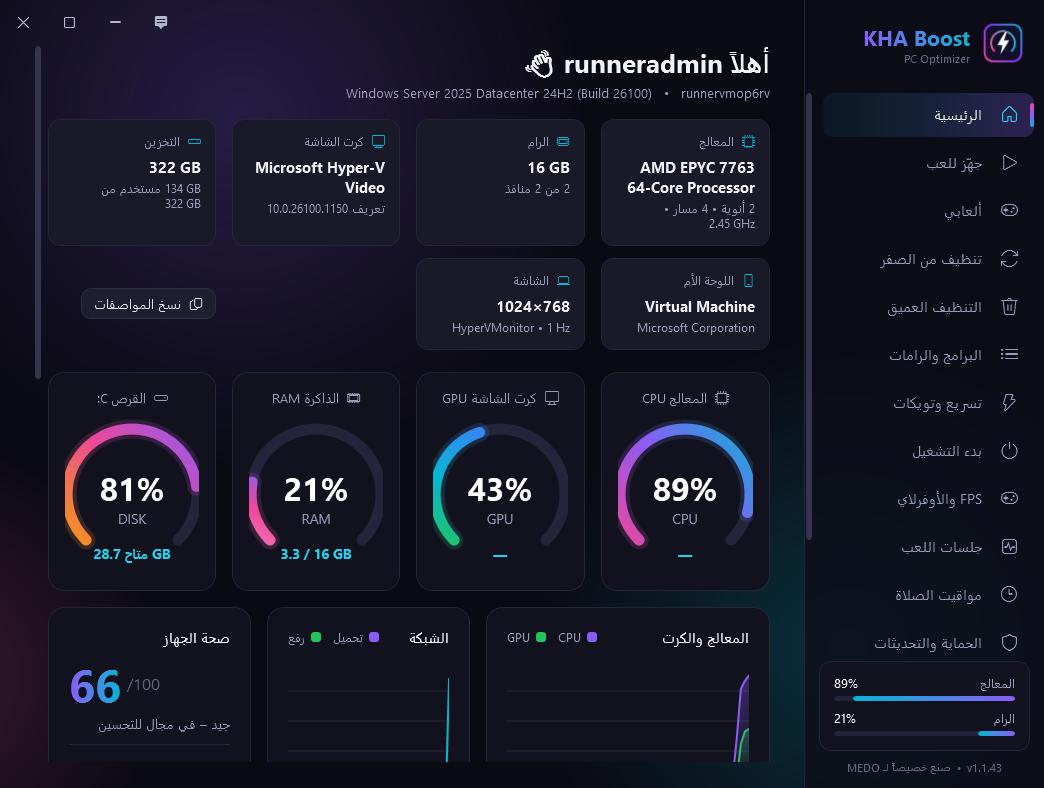 KHA Boost
PC Optimizer
الرئيسية
جهّز للعب
ألعابي
تنظيف من الصفر
التنظيف العميق
البرامج والرامات
تسريع وتويكات
بدء التشغيل
FPS والأوفرلاي
جلسات اللعب
مواقيت الصلاة
الحماية والتحديثات
المعالج 89%
الرام 21%
صنع خصيصاً لـ MEDO • v1.1.43
أهلاً runneradmin
Windows Server 2025 Datacenter 24H2 (Build 26100) • runnervmop6rv
المعالج
AMD EPYC 7763
64-Core Processor
2 أنوية • 4 مسار •
2.45 GHz
الرام
16 GB
2 من 2 منافذ
كرت الشاشة
Microsoft Hyper-V
Video
تعريف 10.0.26100.1150
التخزين
322 GB
134 GB مستخدم من
322 GB
اللوحة الأم
Virtual Machine
Microsoft Corporation
الشاشة
1024×768
HyperVMonitor • 1 Hz
نسخ المواصفات
المعالج CPU
89%
CPU
—
كرت الشاشة GPU
43%
GPU
—
الذاكرة RAM
21%
RAM
3.3 / 16 GB
القرص C:
81%
DISK
28.7 متاح GB
المعالج والكرت
CPU
GPU
الشبكة
تحميل
رفع
صحة الجهاز
66 /100
جيد – في مجال للتحسين